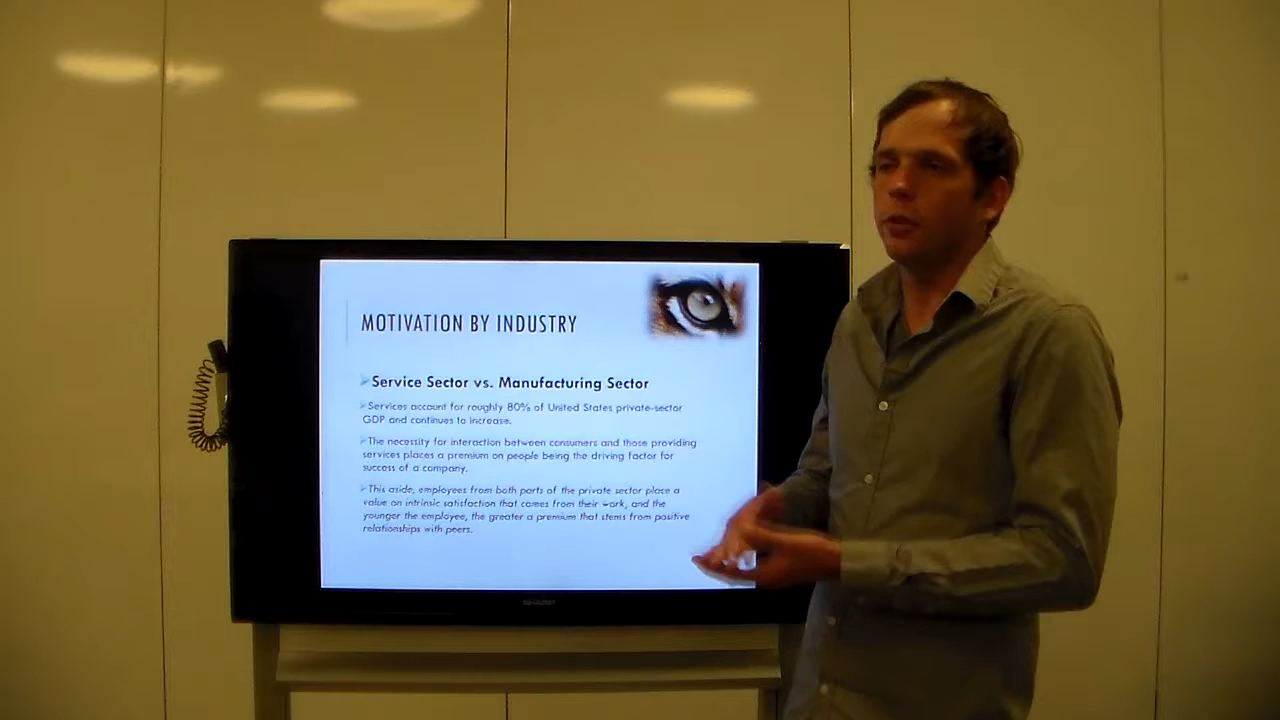 MOTIVATION BY INDUSTRY
Service Sector vs. Manufacturing Sector
Services account for roughly 80% of United States private-sector
GDP and continues to increase.
The necessity for interaction between consumers and those providing
services places a premium on people being the driving factor for
success of a company.
This aside, employees from both parts of the private sector place a
value on intrinsic satisfaction that comes from their work, and the
younger the employee, the greater a premium that stems from positive
relationships with peers.
SHARP